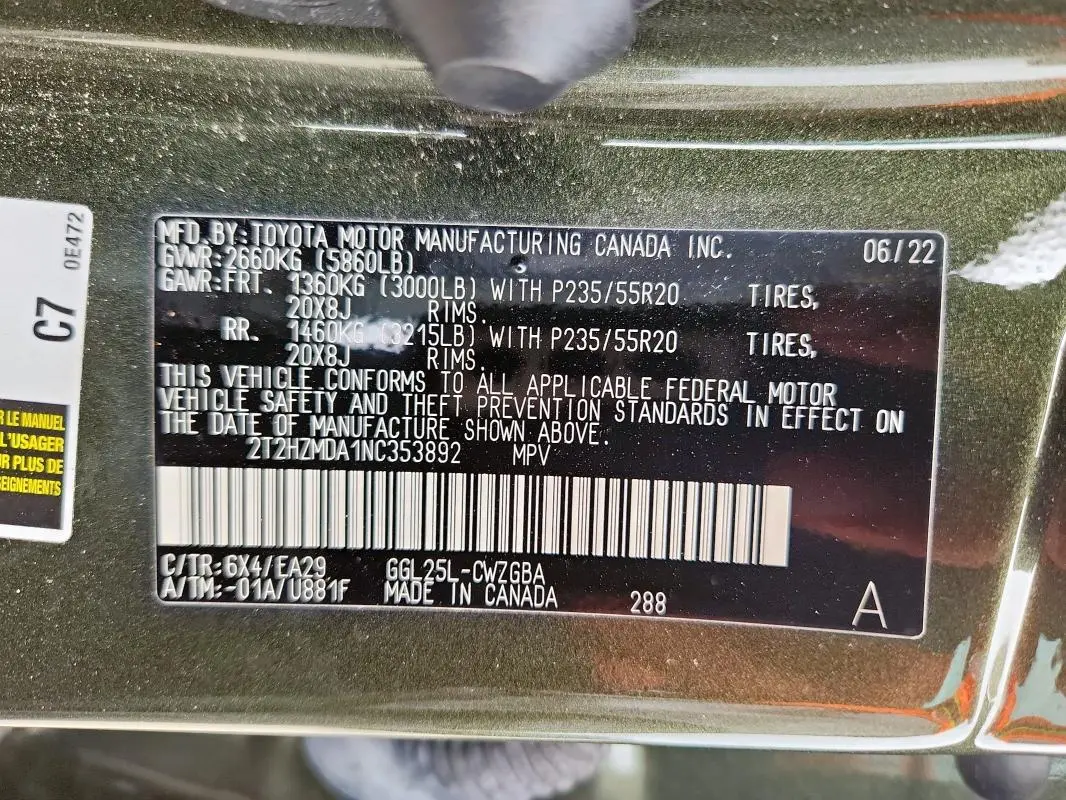 MFD.BY:TOYOTA MOTOR MANUFACTURING CANADA INC. 06/22
GVWR:2660KG (5860LB)
GAWR:FRT. 1360KG (3000LB) WITH P235/55R20 TIRES,
20X8J RIMS.
RR. 1460KG (3215LB) WITH P235/55R20 TIRES,
20X8J RIMS.
THIS VEHICLE CONFORMS TO ALL APPLICABLE FEDERAL MOTOR
VEHICLE SAFETY AND THEFT PREVENTION STANDARDS IN EFFECT ON
THE DATE OF MANUFACTURE SHOWN ABOVE.
2T2HZMDA1NC353892 MPV
C/TR:6X4/EA29 GGL25L-CWZGBA
A/TM:-01A/U881F MADE IN CANADA 288 A
0E472
C7
R LE MANUEL
L'USAGER
UR PLUS DE
SEIGNEMENTS